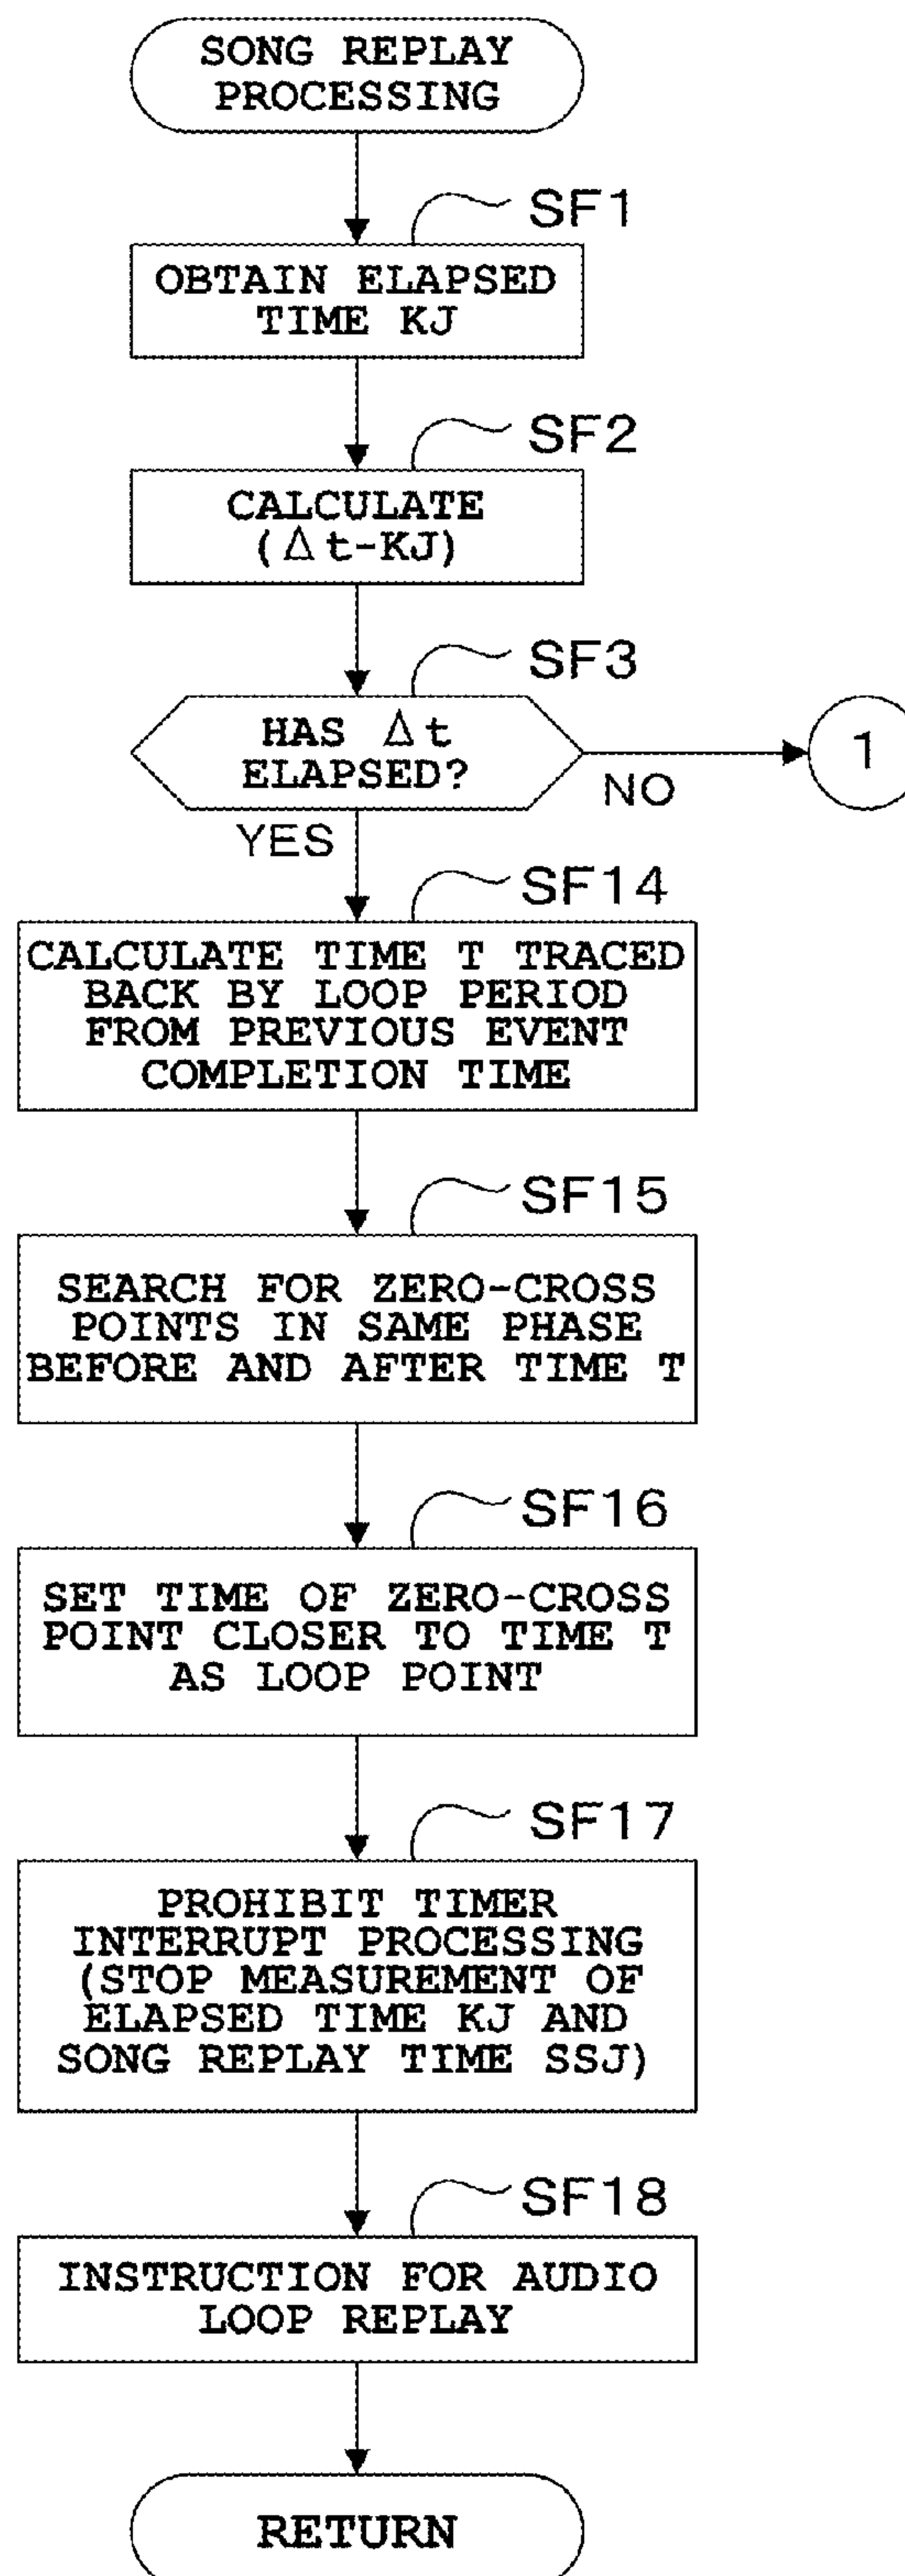 SONG REPLAY
PROCESSING
SF1
OBTAIN ELAPSED
TIME KJ
SF2
CALCULATE
(Δt-KJ)
SF3
HAS Δt
ELAPSED?
1
NO
YES
SF14
CALCULATE TIME T TRACED
BACK BY LOOP PERIOD
FROM PREVIOUS EVENT
COMPLETION TIME
SF15
SEARCH FOR ZERO-CROSS
POINTS IN SAME PHASE
BEFORE AND AFTER TIME T
SF16
SET TIME OF ZERO-CROSS
POINT CLOSER TO TIME T
AS LOOP POINT
SF17
PROHIBIT TIMER
INTERRUPT PROCESSING
(STOP MEASUREMENT OF
ELAPSED TIME KJ AND
SONG REPLAY TIME SSJ)
SF18
INSTRUCTION FOR AUDIO
LOOP REPLAY
RETURN